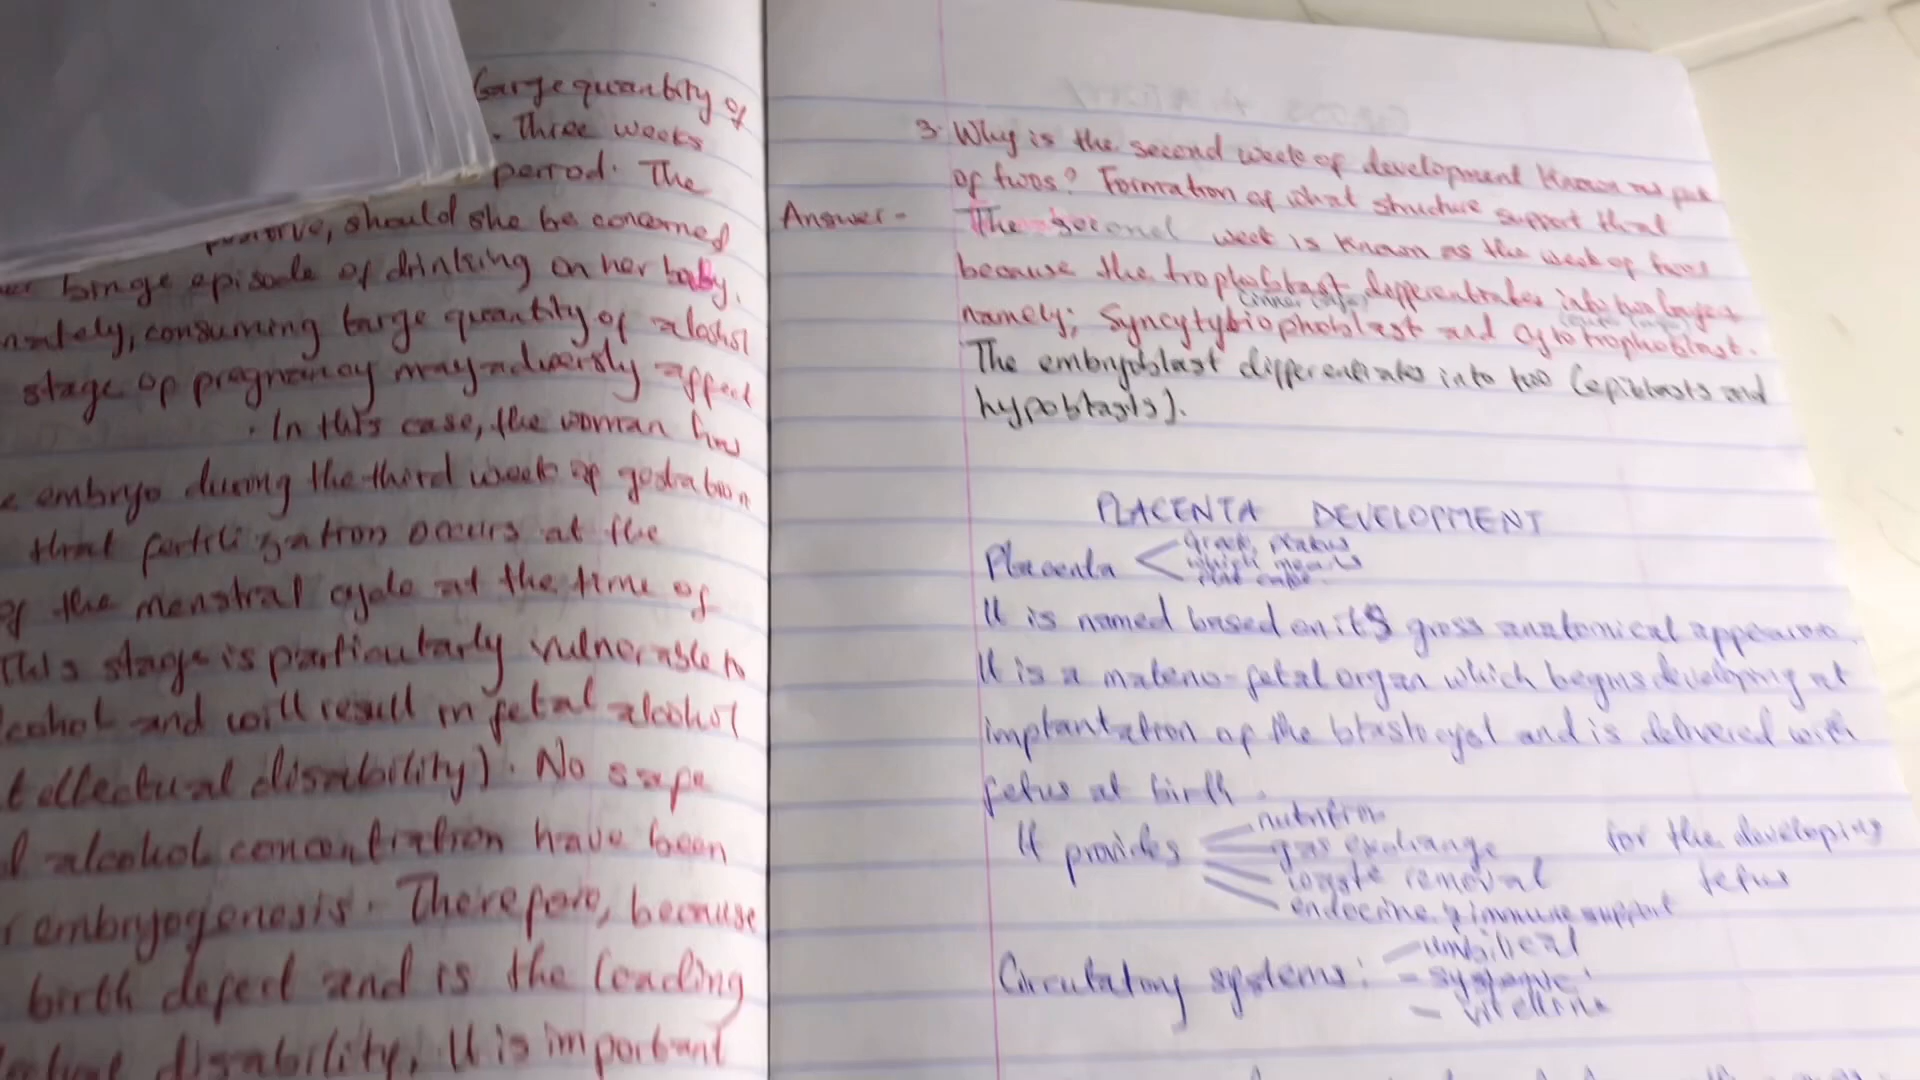 large quantity of
. Three weeks
period. The
positive, should she be concerned
binge episode of drinking on her baby.
nately, consuming large quantity of alcohol
stage of pregnancy may adversly affect
. In this case, the woman has
e embryo during the third week of gestation
that fertilization occurs at the
of the menstral cycle at the time of
This stage is particularly vulnerable to
cohol and will result in fetal alcohol
tellectual disability). No safe
l alcohol concentration have been
r embryogenesis. Therefore, because
birth defect and is the leading
disability, It is important
3. Why is the second week of development known as
of twos? Formation of what structure support that
Answer - The second week is known as the week of twos
because the trophoblast differentiates into two layers
namely; Syncytybiophoblast and Cytotrophoblast.
The embryoblast differentiates into two (epiblasts and
hypoblasts).
PLACENTA DEVELOPMENT
Placenta
which means
It is named based on its gross anatomical
It is a materno-fetal organ which begins developing at
implantation of the blastocyst and is delivered with
fetus at birth.
It provides
nutrition
gas exchange
waste removal
endocrine & immune support
for the developing
fetus
Circulatory systems:
umbilical
- systemic
- vitelline